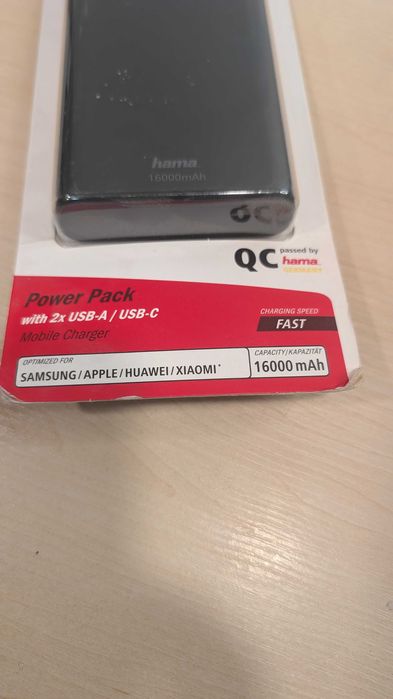 hama
16000mAh
QC passed by
hama
GERMANY
Power Pack
with 2x USB-A / USB-C
Mobile Charger
CHARGING SPEED
FAST
OPTIMIZED FOR
SAMSUNG / APPLE / HUAWEI / XIAOMI*
CAPACITY/KAPAZITÄT
16000 mAh